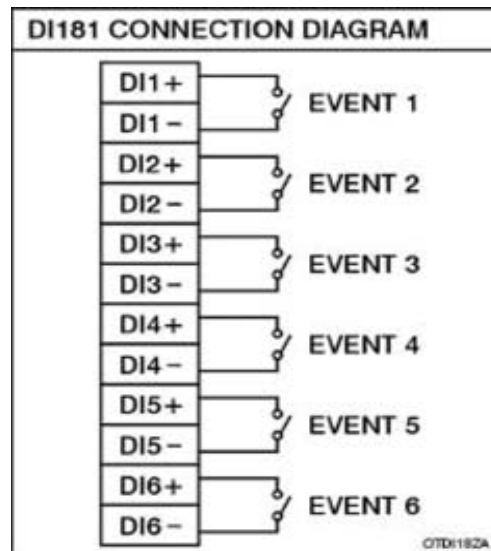 DI181 CONNECTION DIAGRAM
DI1+
DI1-
EVENT 1
DI2+
DI2-
EVENT 2
DI3+
DI3-
EVENT 3
DI4+
DI4-
EVENT 4
DI5+
DI5-
EVENT 5
DI6+
DI6-
EVENT 6